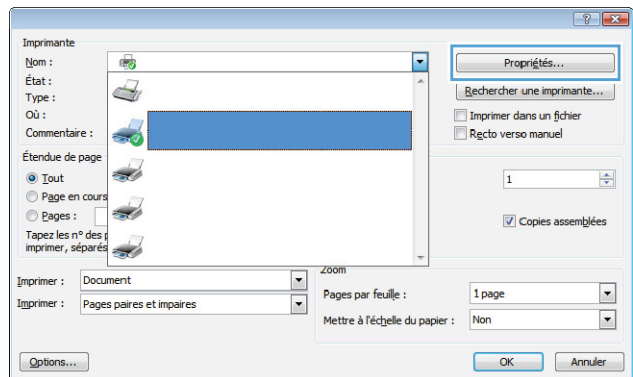 Imprimante
Nom :
Propriétés...
État :
Type :
Rechercher une imprimante...
Où :
Imprimer dans un fichier
Commentaire :
Recto verso manuel
Étendue de page
Tout
1
Page en cours
Pages :
Copies assemblées
Tapez les nº des
imprimer, séparés
Zoom
Imprimer :
Document
Pages par feuille :
1 page
Imprimer :
Pages paires et impaires
Mettre à l'échelle du papier :
Non
Options...
OK
Annuler